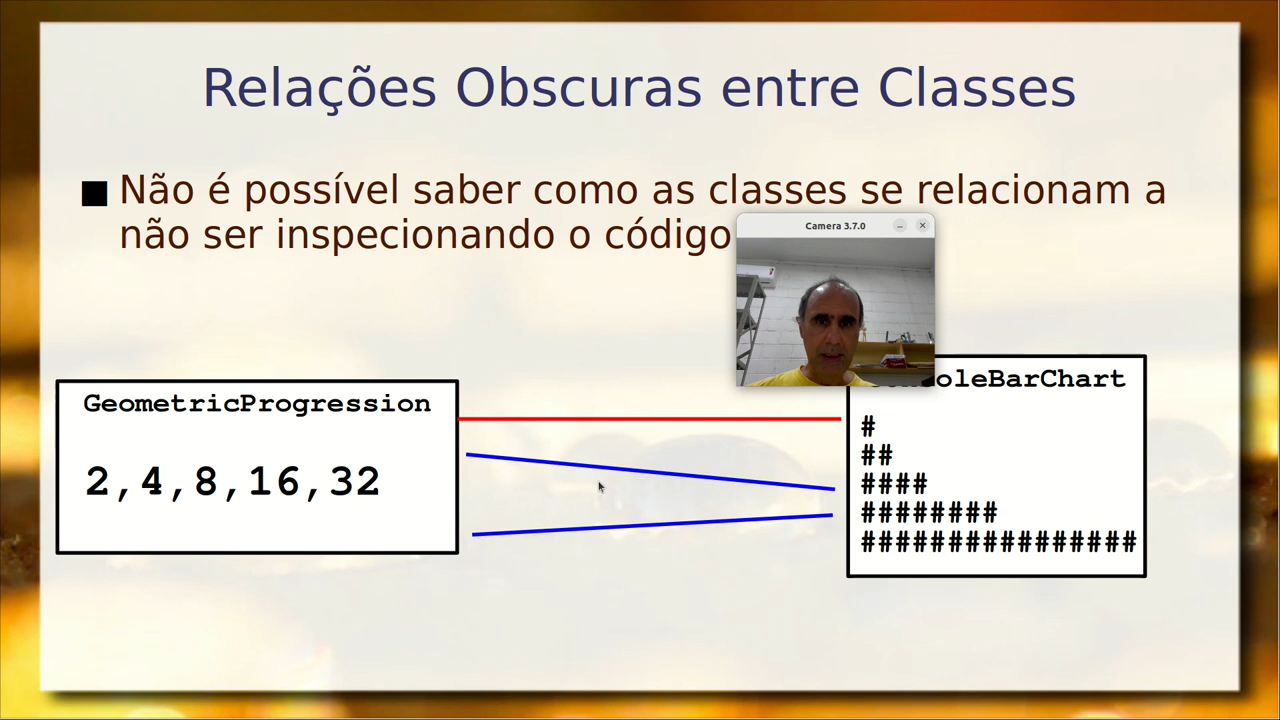 Relações Obscuras entre Classes
■ Não é possível saber como as classes se relacionam a
não ser inspecionando o código
Camera 3.7.0
GeometricProgression
2,4,8,16,32
oleBarChart
#
##
####
########
################